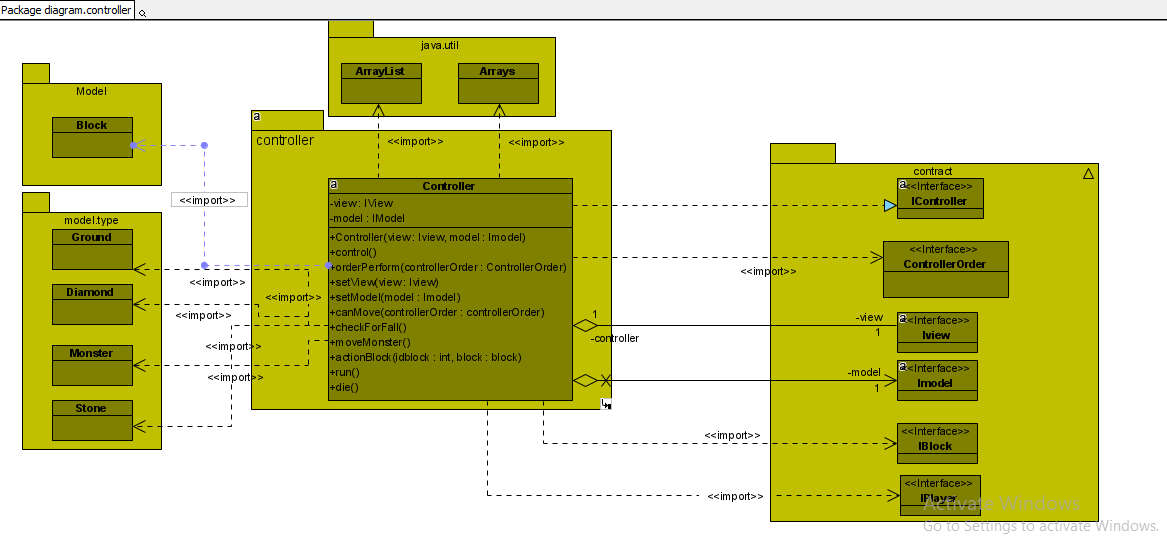 Package diagram.controller
java.util
ArrayList
Arrays
Model
Block
<<import>>
<<import>>
a
controller
<<import>>
model.type
Ground
Diamond
Monster
Stone
<<import>>
<<import>>
<<import>>
<<import>>
<<import>>
a
Controller
-view : IView
-model : IModel
+Controller(view : Iview, model : Imodel)
+control()
+orderPerform(controllerOrder : ControllerOrder)
+setView(view : Iview)
+setModel(model : Imodel)
+canMove(controllerOrder : controllerOrder)
+checkForFall()
+moveMonster()
+actionBlock(idblock : int, block : block)
+run()
+die()
1
-controller
<<import>>
-view
1
-model
1
<<import>>
<<import>>
contract
a
<<Interface>>
IController
<<Interface>>
ControllerOrder
a
<<Interface>>
Iview
a
<<Interface>>
Imodel
<<Interface>>
IBlock
<<Interface>>
IPlayer
Activate Windows
Go to Settings to activate Windows.